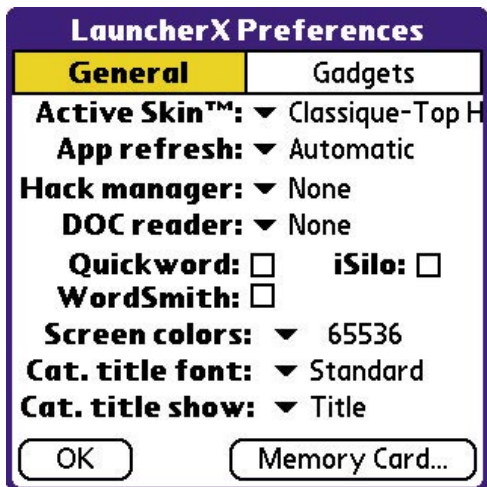 LauncherX Preferences
General Gadgets
Active Skin™: Classique-Top H
App refresh: Automatic
Hack manager: None
DOC reader: None
Quickword: iSilo:
WordSmith:
Screen colors: 65536
Cat. title font: Standard
Cat. title show: Title
OK Memory Card...